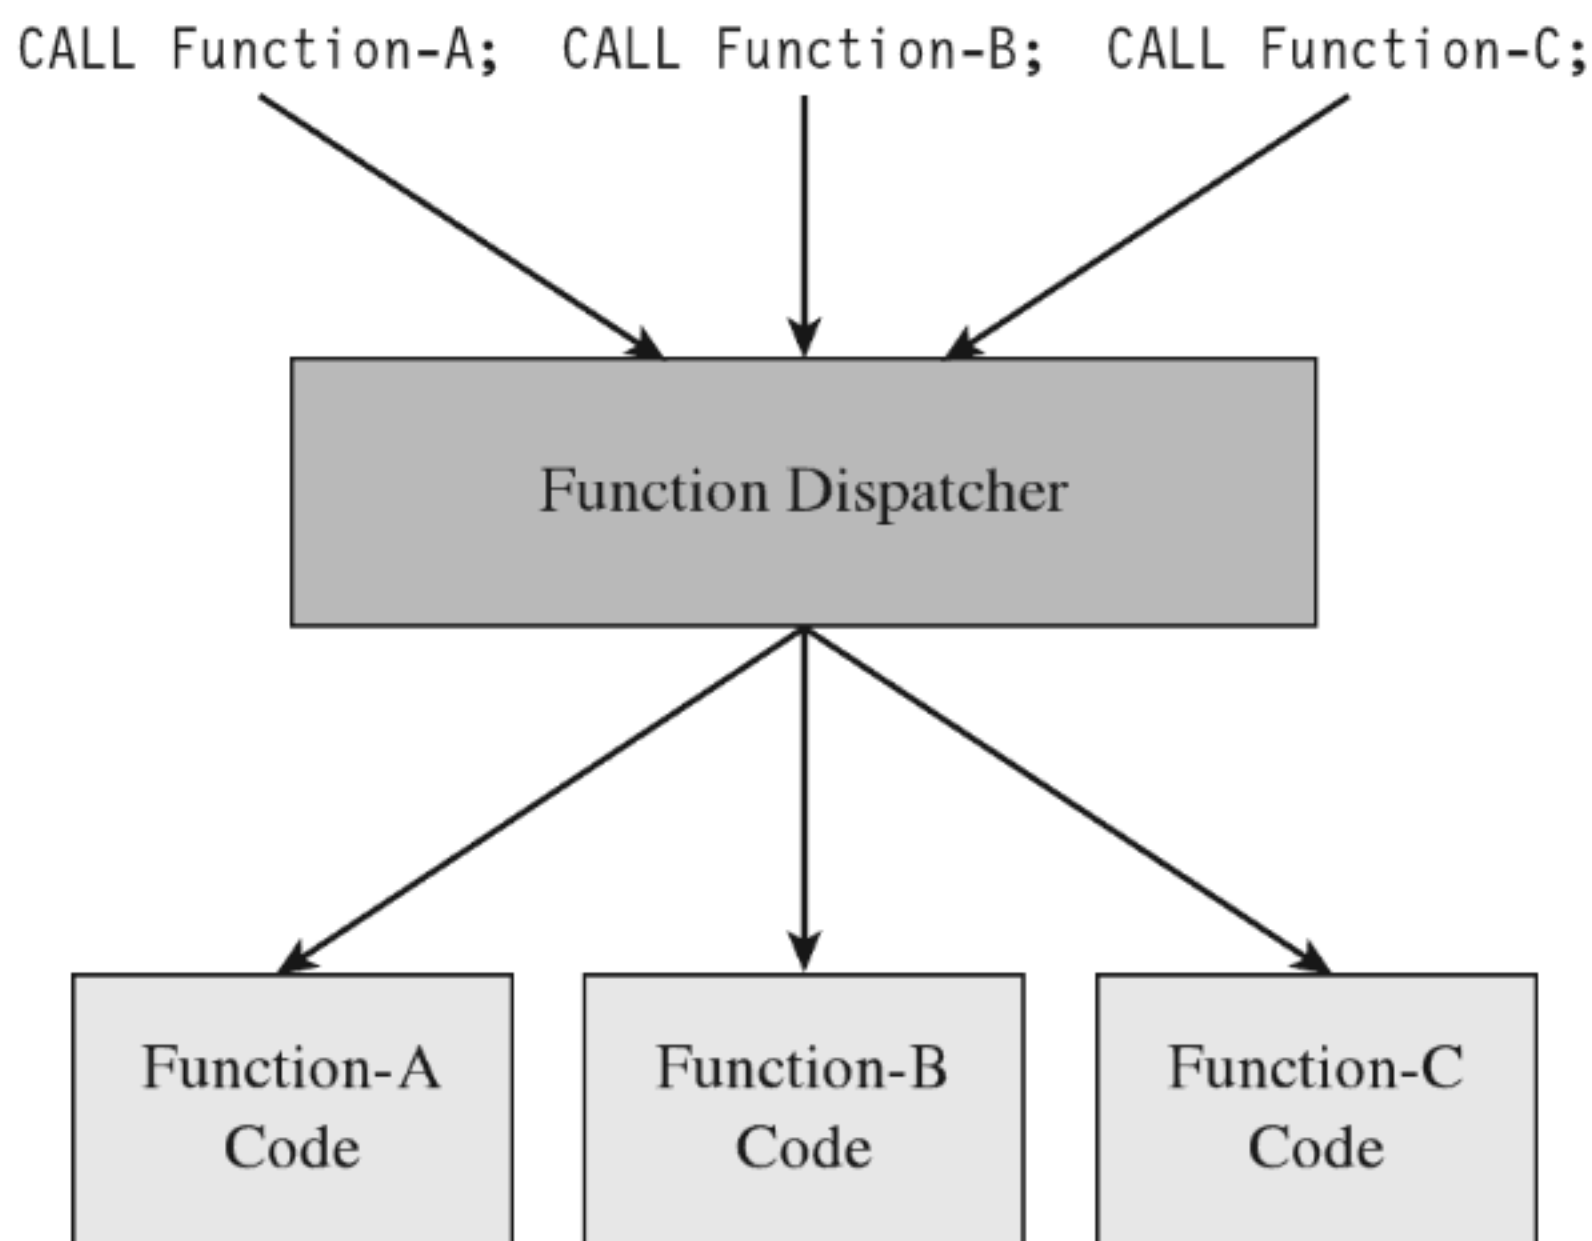 CALL Function-A; CALL Function-B; CALL Function-C;
Function Dispatcher
Function-A
Code
Function-B
Code
Function-C
Code